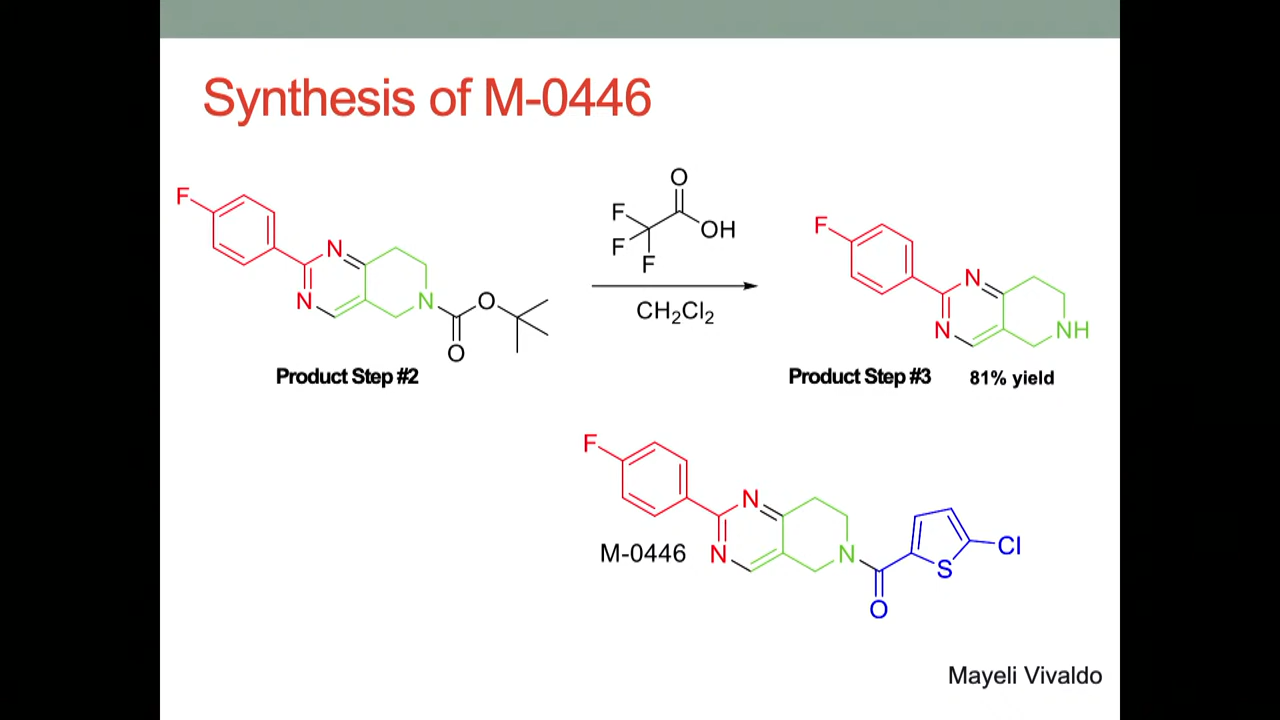 Synthesis of M-0446
F
N
N
N
O
O
Product Step #2
O
F
F
F
OH
CH2Cl2
F
N
N
NH
Product Step #3
81% yield
F
N
N
N
O
S
Cl
M-0446
Mayeli Vivaldo